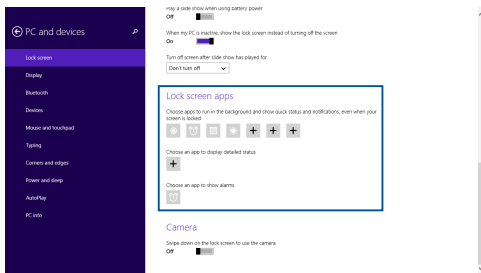 PC and devices
Lock screen
Display
Bluetooth
Devices
Mouse and touchpad
Typing
Corners and edges
Power and sleep
AutoPlay
PC info
Play a slide show when using battery power
Off
When my PC is inactive, show the lock screen instead of turning off the screen
On
Turn off screen after slide show has played for
Don't turn off
Lock screen apps
Choose apps to run in the background and show quick status and notifications, even when your
screen is locked
Choose an app to display detailed status
Choose an app to show alarms
Camera
Swipe down on the lock screen to use the camera
Off